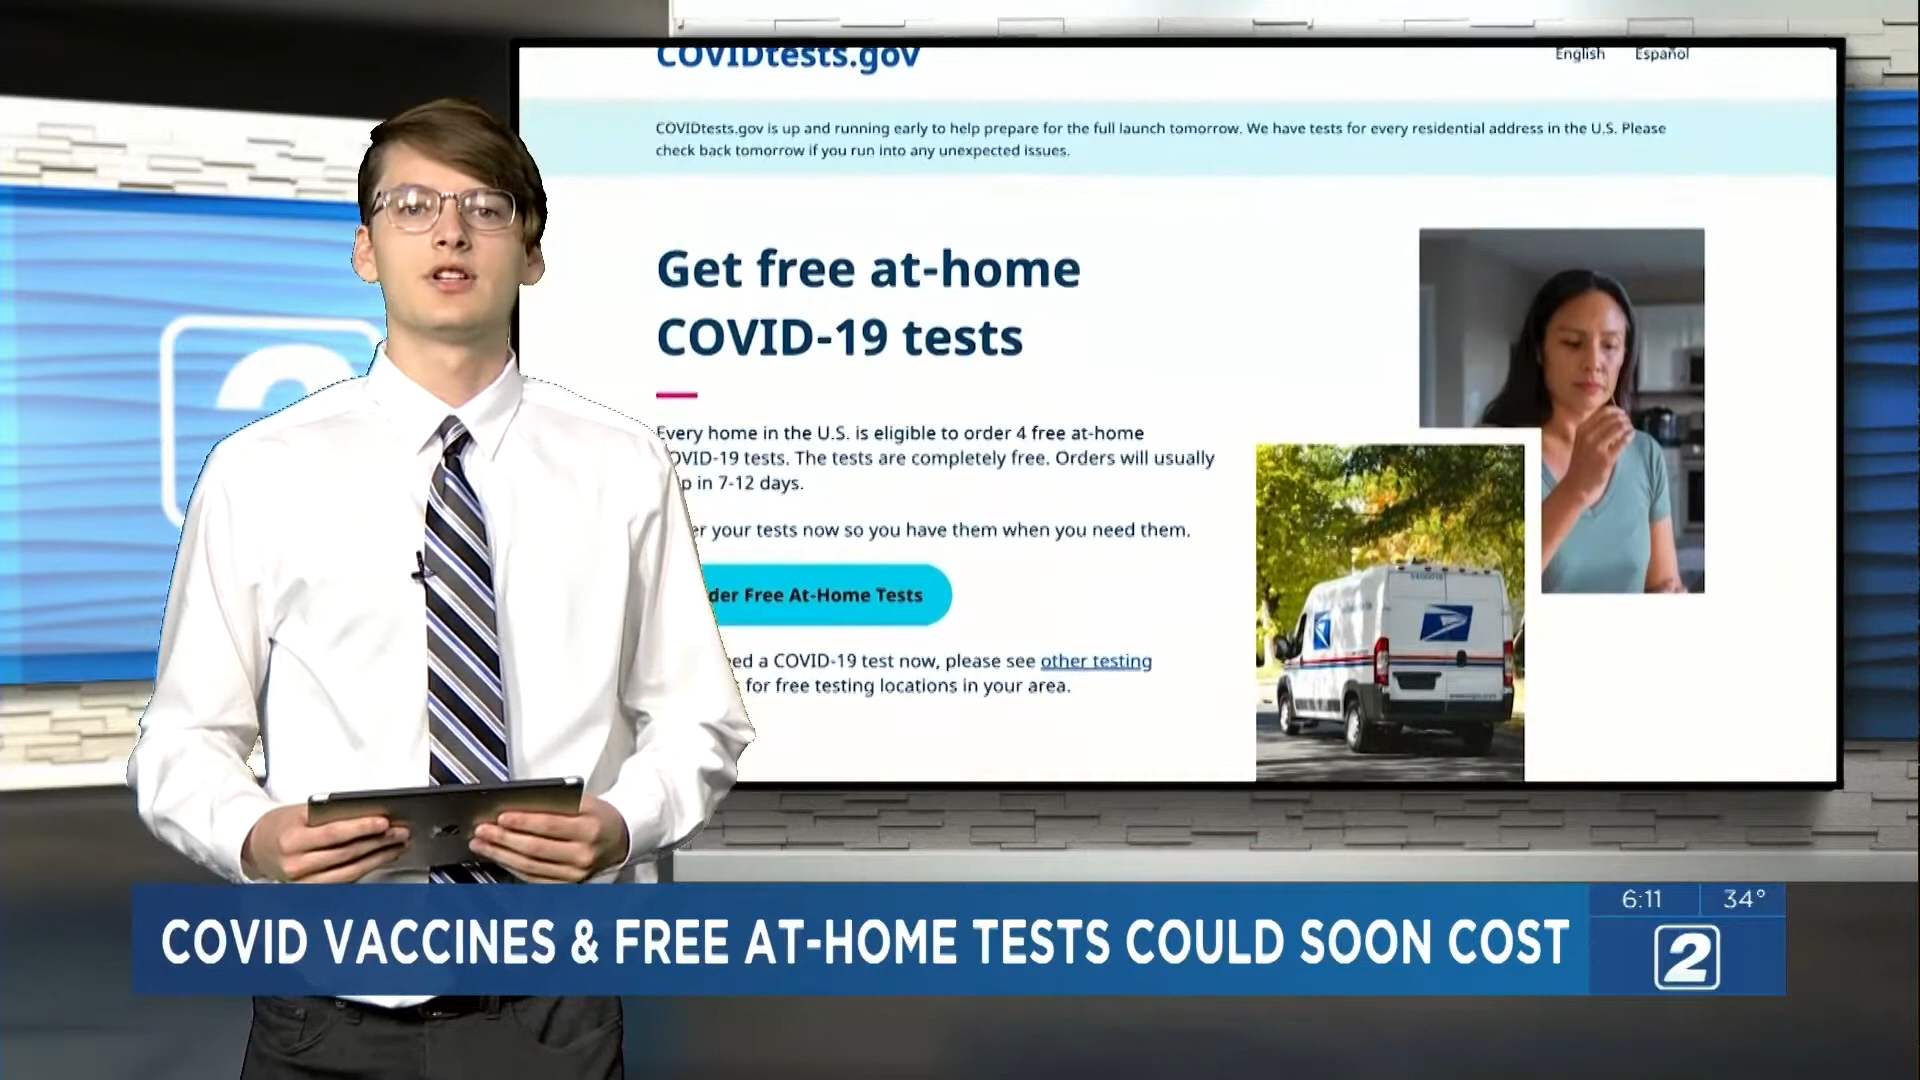 COVIDtests.gov
English Español
COVIDtests.gov is up and running early to help prepare for the full launch tomorrow. We have tests for every residential address in the U.S. Please
check back tomorrow if you run into any unexpected issues.
Get free at-home
COVID-19 tests
Every home in the U.S. is eligible to order 4 free at-home
OVID-19 tests. The tests are completely free. Orders will usually
p in 7-12 days.
er your tests now so you have them when you need them.
der Free At-Home Tests
ed a COVID-19 test now, please see other testing
for free testing locations in your area.
2
COVID VACCINES & FREE AT-HOME TESTS COULD SOON COST
6:11 34°
2